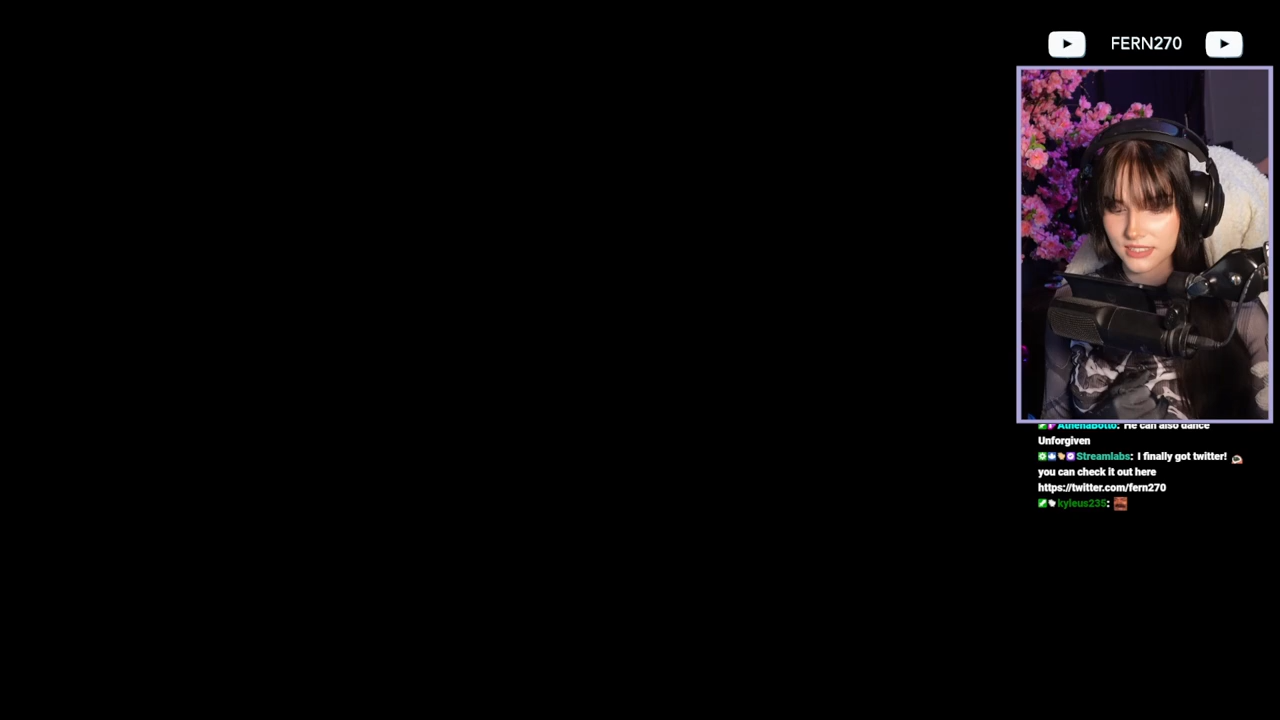 FERN270
AthenaBotto: He can also dance
Unforgiven
Streamlabs: I finally got twitter!
you can check it out here
https://twitter.com/fern270
kyleus235: